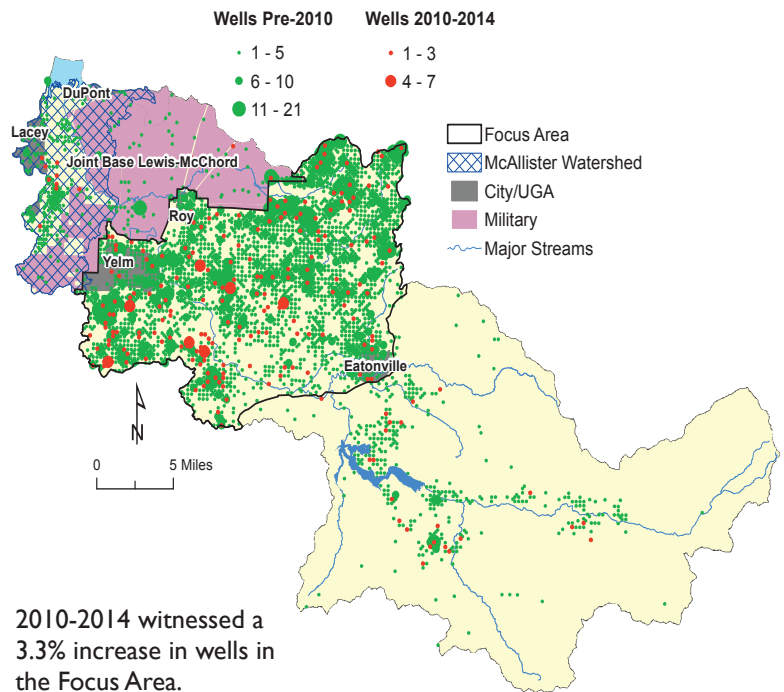 Wells Pre-2010
1 - 5
6 - 10
11 - 21
Wells 2010-2014
1 - 3
4 - 7
Focus Area
McAllister Watershed
City/UGA
Military
Major Streams
DuPont
Lacey
Joint Base Lewis-McChord
Roy
Yelm
Eatonville
N
0 5 Miles
2010-2014 witnessed a
3.3% increase in wells in
the Focus Area.